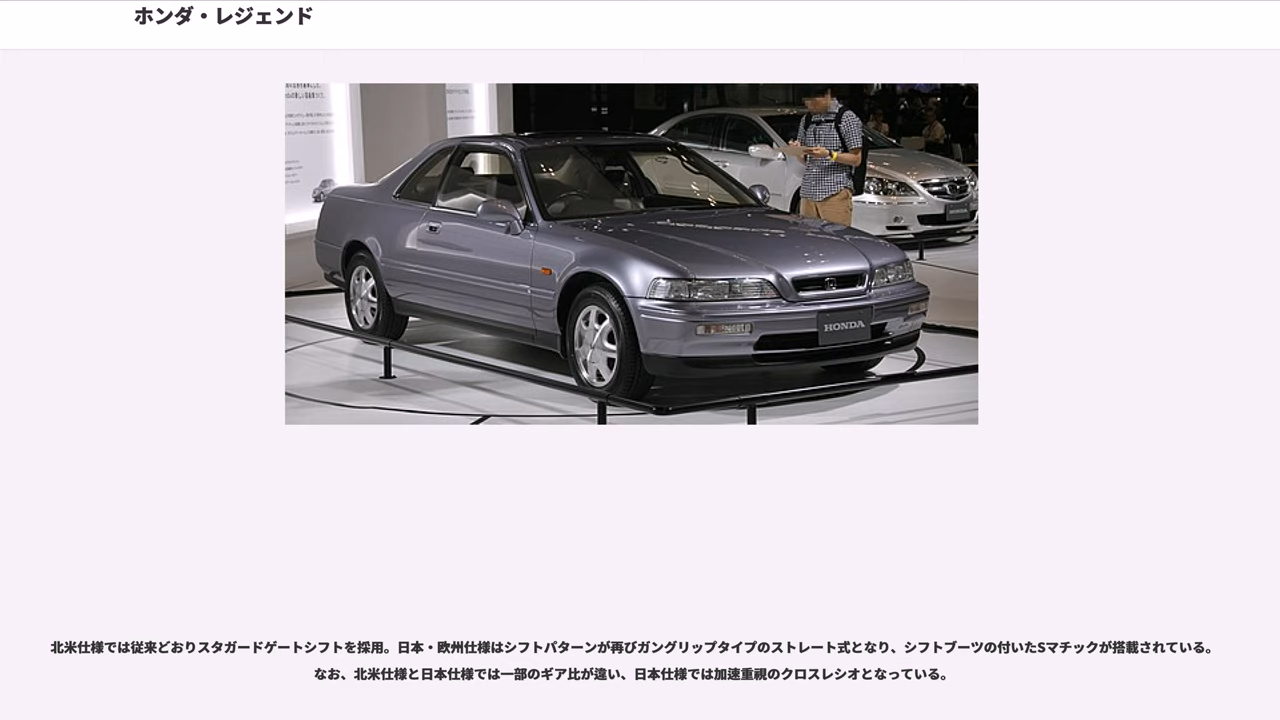 ホンダ・レジェンド
HONDA
HONDA
北米仕様では従来どおりスタガードゲートシフトを採用。日本・欧州仕様はシフトパターンが再びガングリップタイプのストレート式となり、シフトブーツの付いたSマチックが搭載されている。
なお、北米仕様と日本仕様では一部のギア比が違い、日本仕様では加速重視のクロスレシオとなっている。